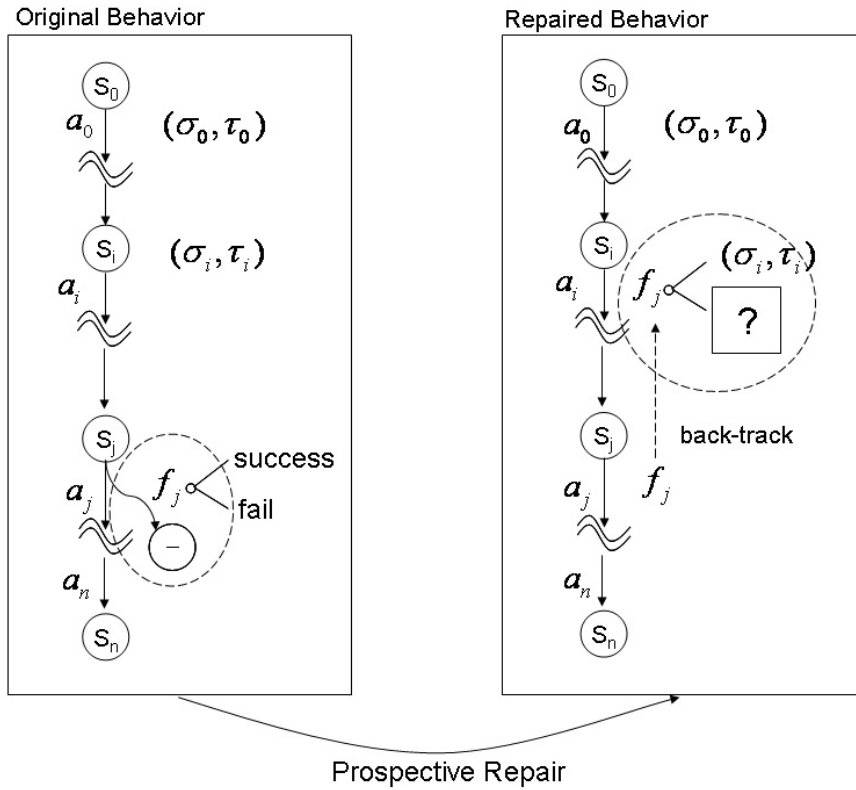 Original Behavior
S₀
a₀
(σ₀, τ₀)
Sᵢ
(σᵢ, τᵢ)
aᵢ
Sⱼ
success
aⱼ
fⱼ
fail
–
aₙ
Sₙ
Repaired Behavior
S₀
a₀
(σ₀, τ₀)
Sᵢ
(σᵢ, τᵢ)
aᵢ
fⱼ
?
Sⱼ
back-track
aⱼ
fⱼ
aₙ
Sₙ
Prospective Repair